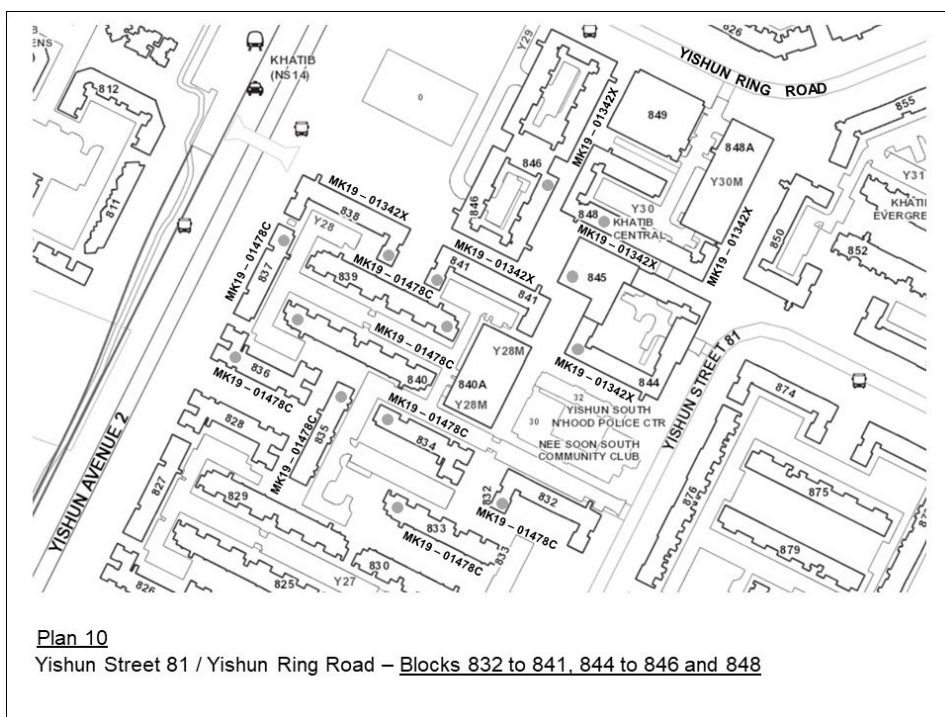 826
ENS
KHATIB
(NS14)
Y29
YISHUN RING ROAD
812
0
849
MK19 – 01342X
855
848A
846
811
MK19 – 01342X
838
Y28
846
848
Y30
KHATIB
CENTRAL
Y30M
Y31
KHATI
EVERGRE
MK19 – 01478C
837
839
MK19 – 01478C
841
MK19 – 01342X
841
MK19 – 01342X
845
MK19 – 01342X
850
852
MK19 – 01478C
840
836
MK19 – 01478C
Y28M
840A
Y28M
MK19 – 01342X
844
YISHUN STREET 81
MK19 – 01478C
828
MK19 – 01478C
835
834
32
YISHUN SOUTH
N'HOOD POLICE CTR
30
NEE SOON SOUTH
COMMUNITY CLUB
874
YISHUN AVENUE 2
827
829
832
832
MK19 – 01478C
833
MK19 – 01478C
833
876
875
879
87
830
825
Y27
826
Plan 10
Yishun Street 81 / Yishun Ring Road – Blocks 832 to 841, 844 to 846 and 848